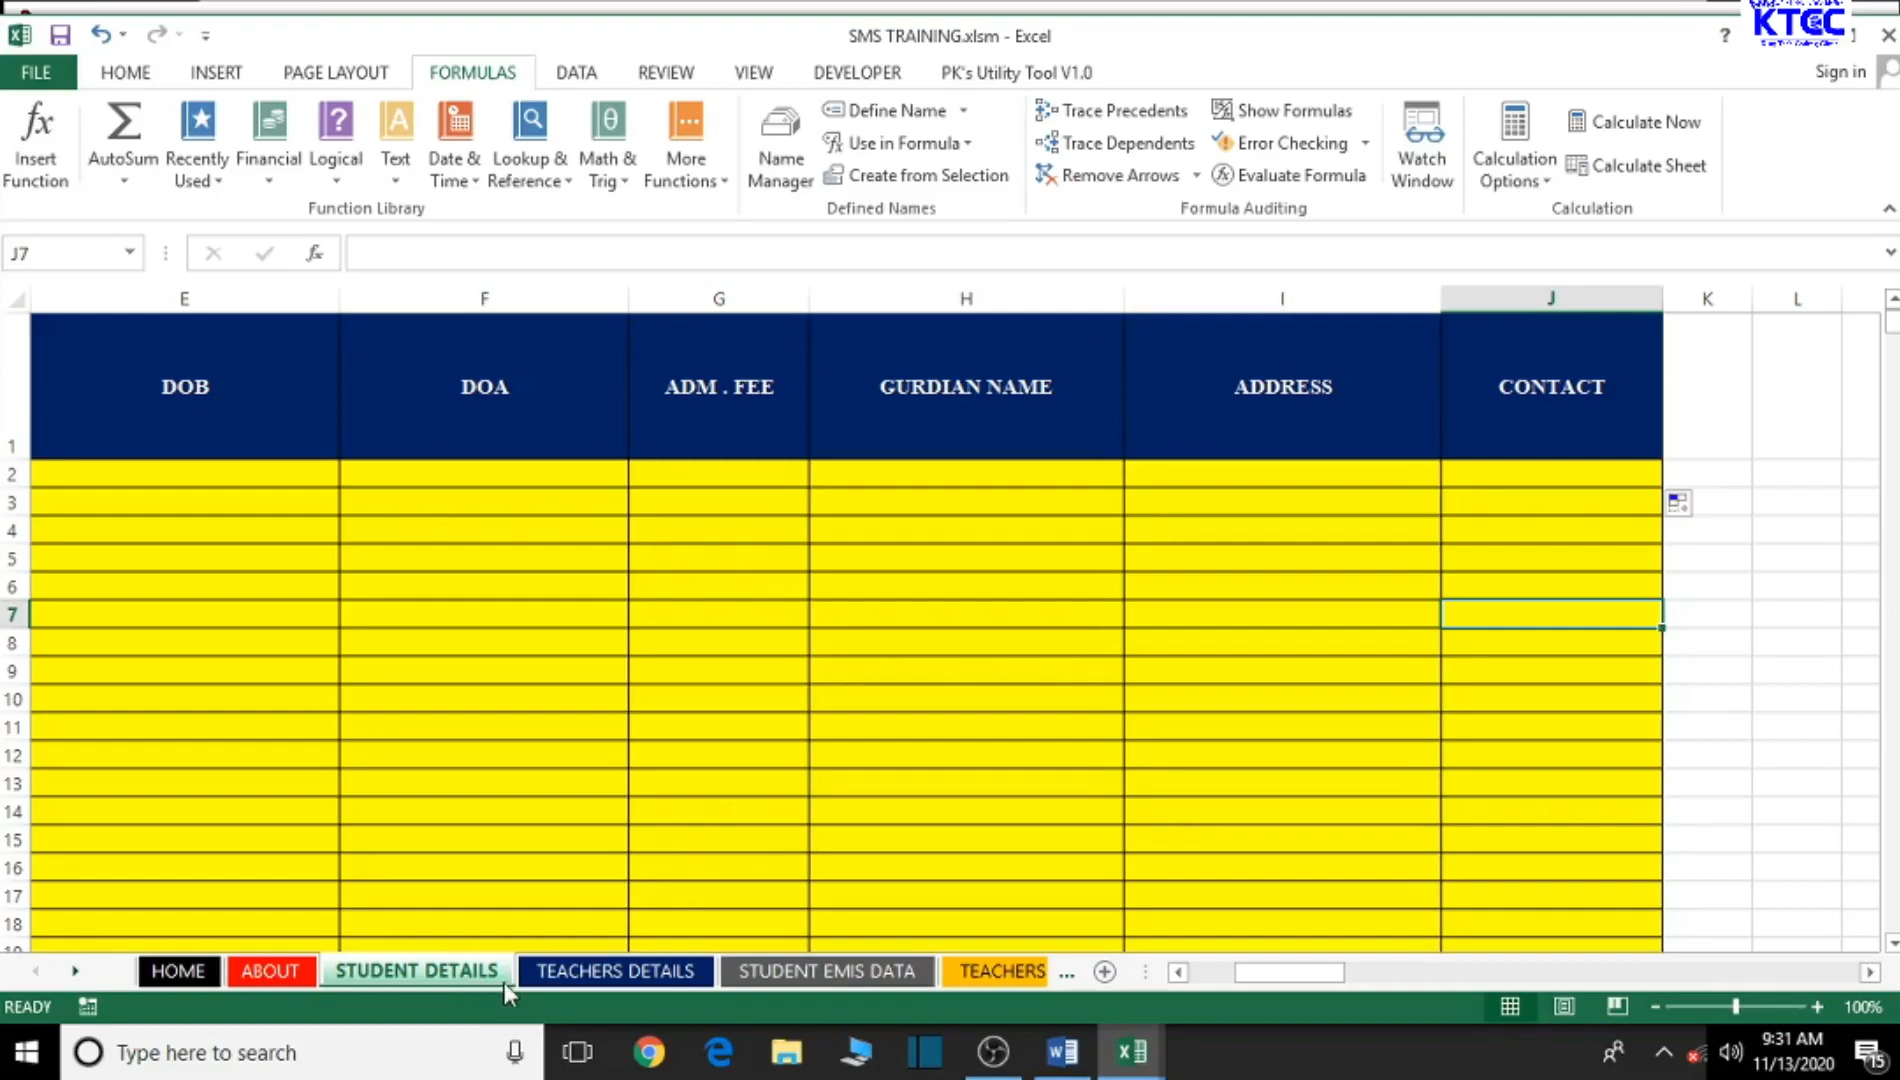 KTCC
SMS TRAINING.xlsm - Excel
?
FILE HOME INSERT PAGE LAYOUT FORMULAS DATA REVIEW VIEW DEVELOPER PK's Utility Tool V1.0 Sign in
fx Insert Function
AutoSum
Recently Used
Financial
Logical
Text
Date & Time
Lookup & Reference
Math & Trig
More Functions
Function Library
Name Manager
Define Name
Use in Formula
Create from Selection
Defined Names
Trace Precedents
Trace Dependents
Remove Arrows
Show Formulas
Error Checking
Evaluate Formula
Formula Auditing
Watch Window
Calculation Options
Calculate Now
Calculate Sheet
Calculation
J7 fx
E F G H I J K L
DOB DOA ADM . FEE GURDIAN NAME ADDRESS CONTACT
1
2
3
4
5
6
7
8
9
10
11
12
13
14
15
16
17
18
HOME ABOUT STUDENT DETAILS TEACHERS DETAILS STUDENT EMIS DATA TEACHERS ...
READY 100%
Type here to search
9:31 AM
11/13/2020
15